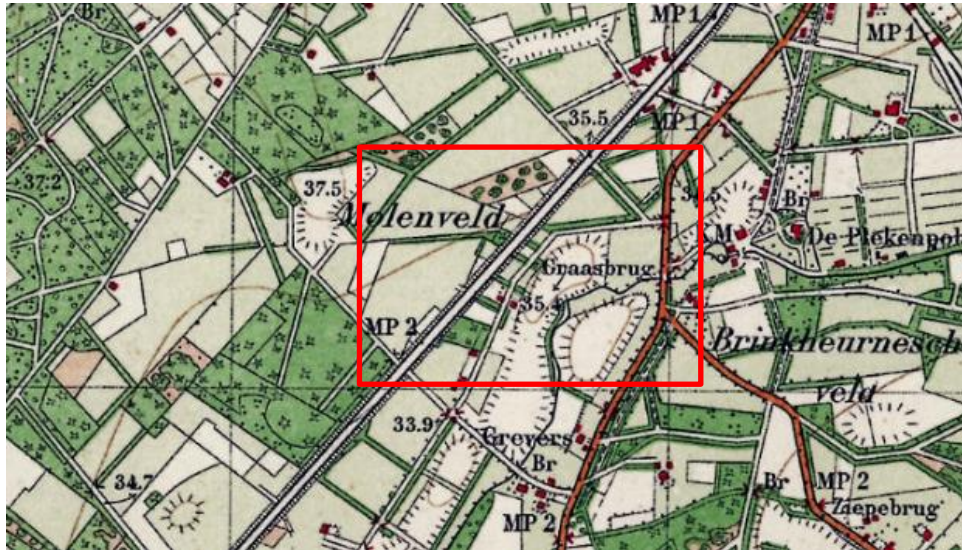 Br
MP 1
MP 1
35.5
MP 1
37.2
37.5
Molenveld
Br
M
De Plekenpol
Graasbrug
35.4
MP 2
Brinkheurnesch
veld
33.9
Grevers
Br
34.7
MP 2
Br
MP 2
Ziepebrug